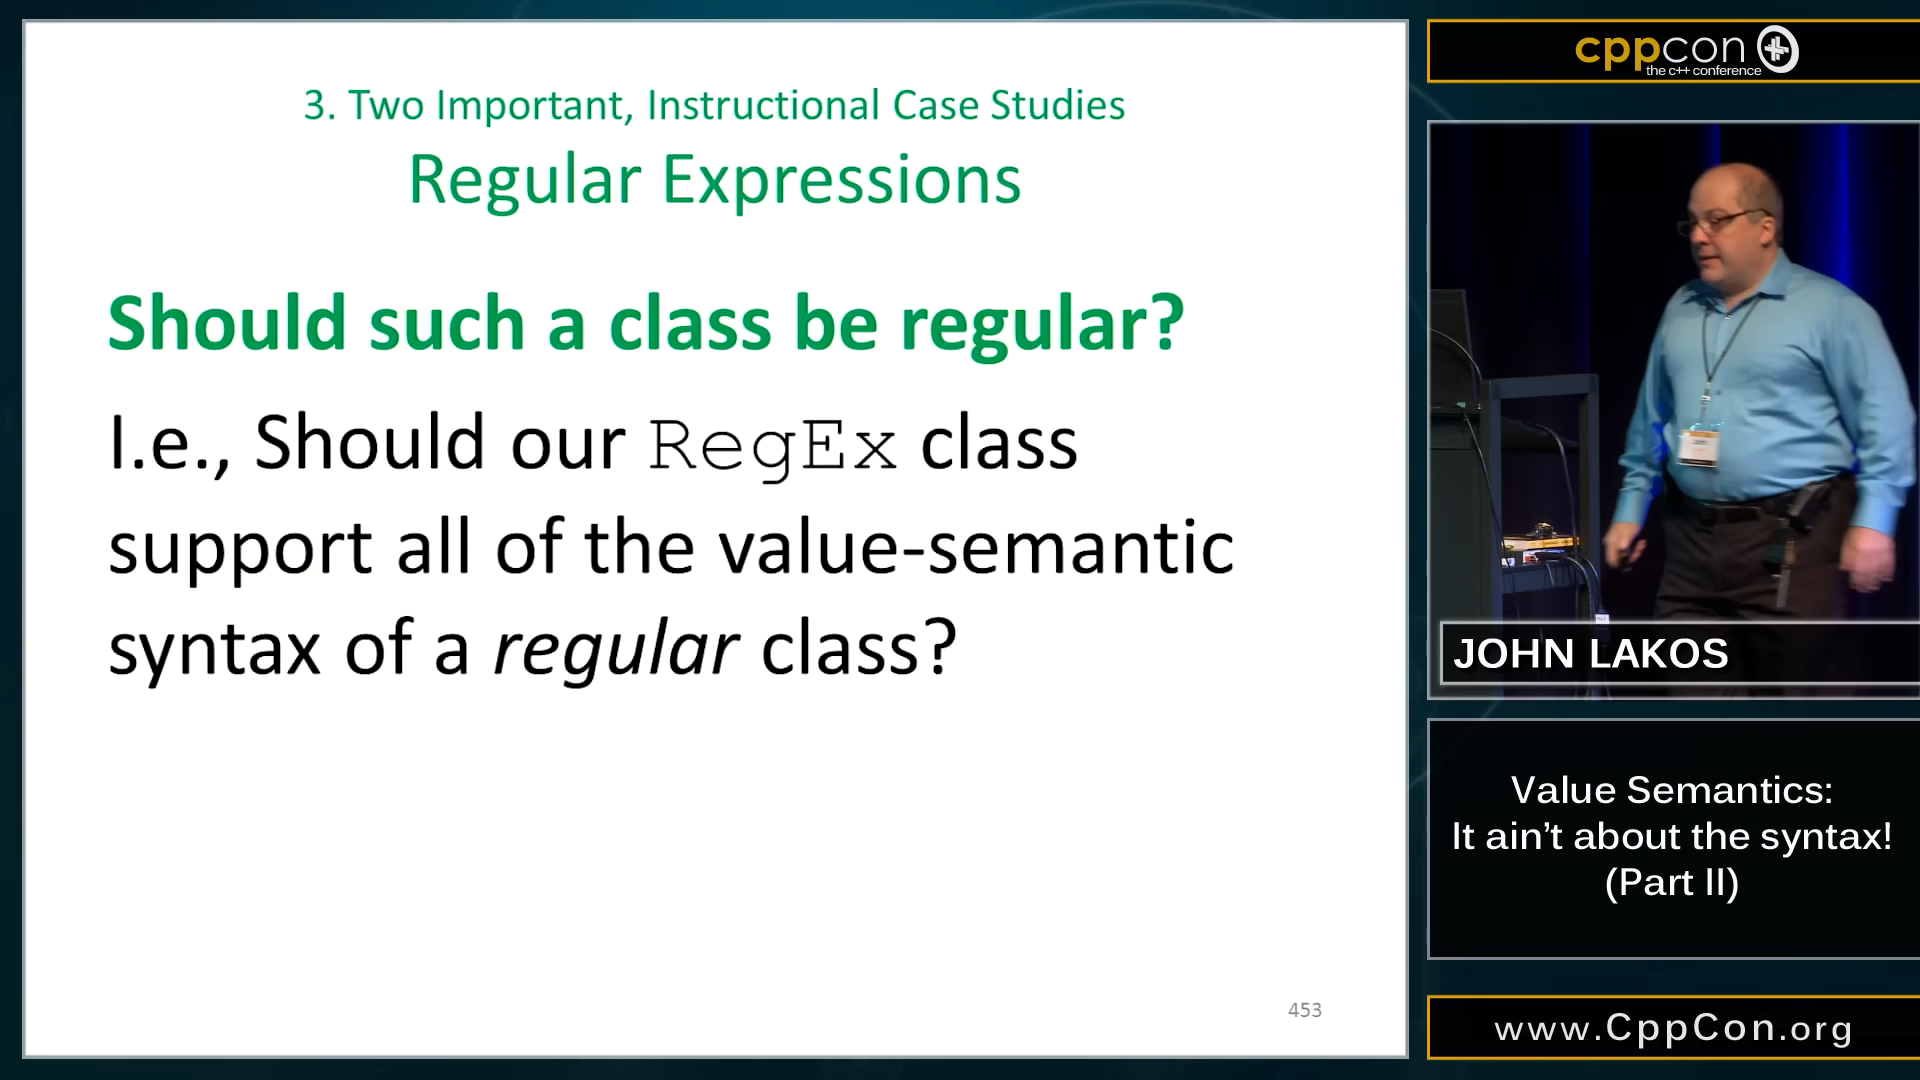 3. Two Important, Instructional Case Studies
Regular Expressions
Should such a class be regular?
I.e., Should our RegEx class
support all of the value-semantic
syntax of a regular class?
453
cppcon
the c++ conference
JOHN LAKOS
Value Semantics:
It ain’t about the syntax!
(Part II)
www.CppCon.org